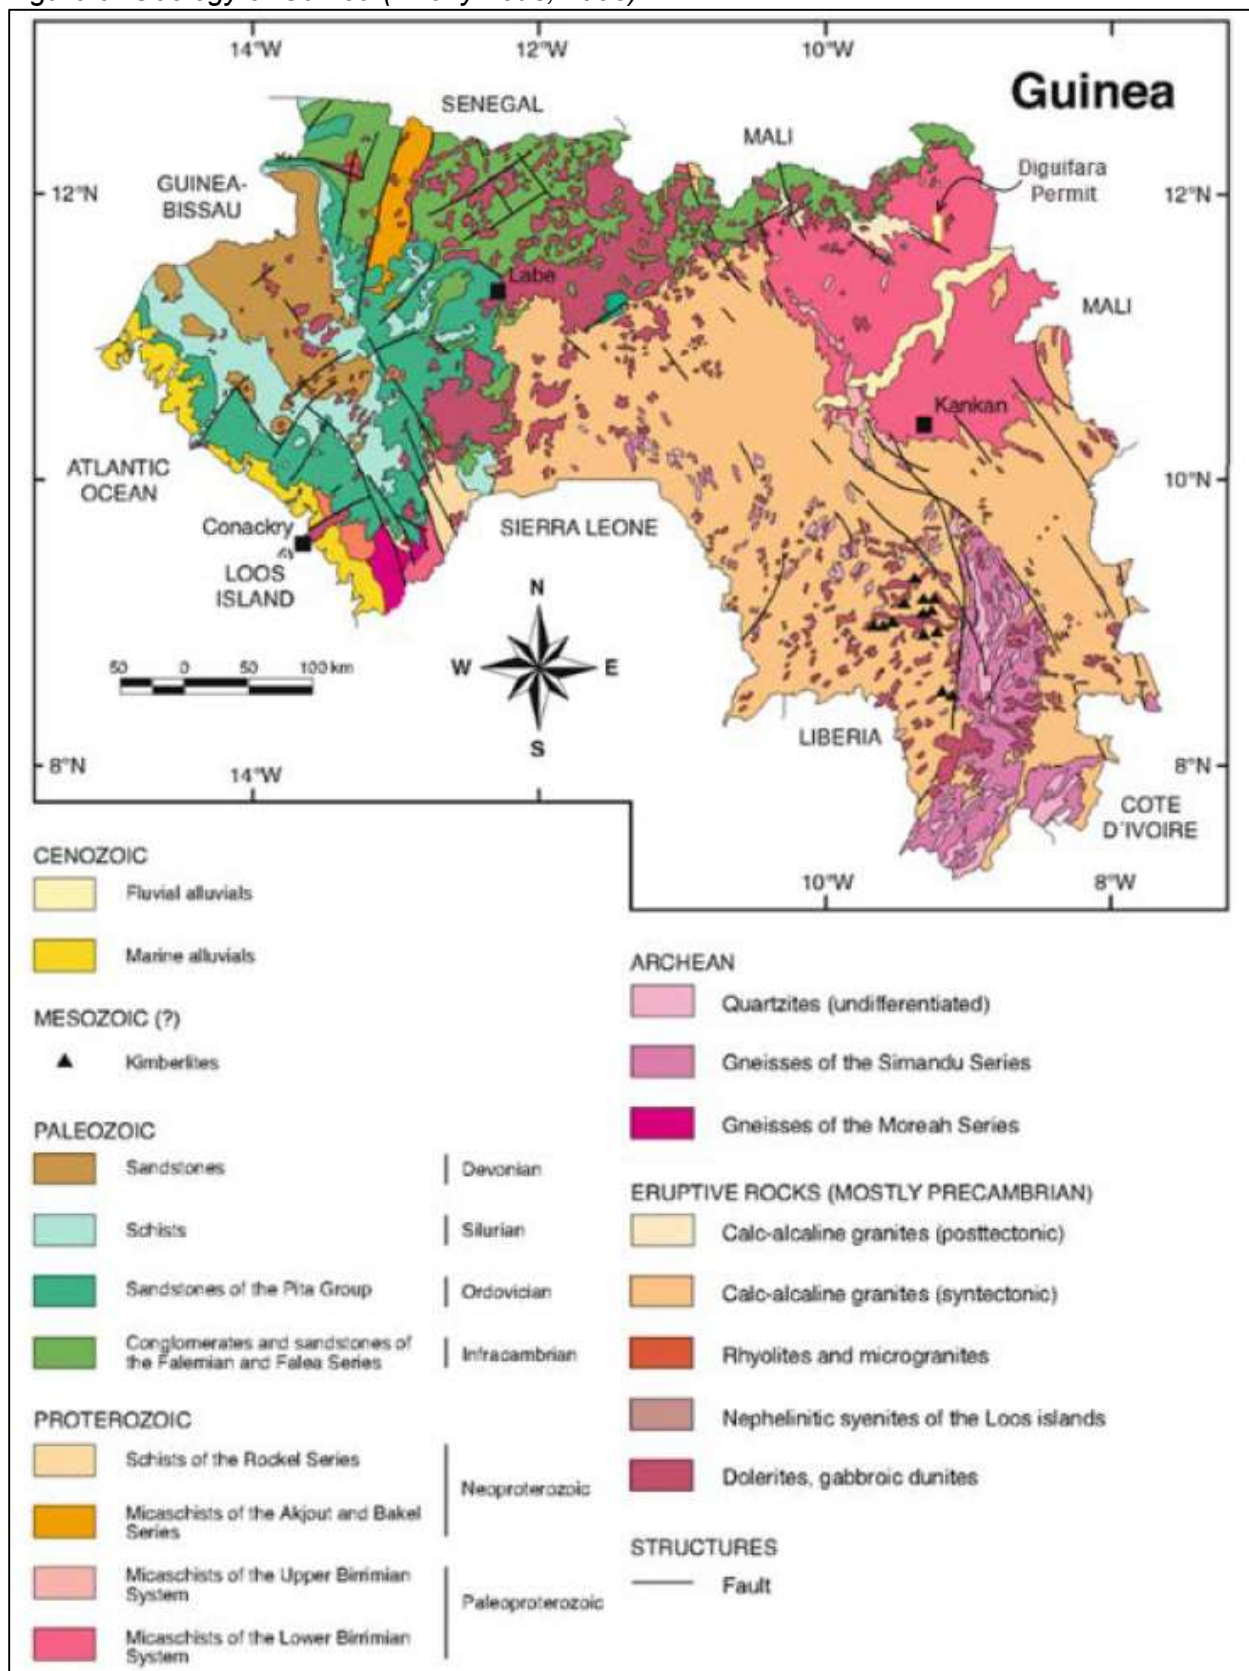 14°W
12°W
10°W
Guinea
SENEGAL
MALI
Diguifara
Permit
12°N
GUINEA-
BISSAU
12°N
Labe
MALI
Kankan
ATLANTIC
OCEAN
10°N
Conackry
SIERRA LEONE
LOOS
ISLAND
N
50 0 50 100 km
W
E
S
LIBERIA
8°N
14°W
8°N
COTE
D'IVOIRE
10°W
8°W
CENOZOIC
Fluvial alluvials
Marine alluvials
MESOZOIC (?)
Kimberlites
PALEOZOIC
Sandstones
Devonian
Schists
Silurian
Sandstones of the Pita Group
Ordovician
Conglomerates and sandstones of
the Falemian and Falea Series
Infracambrian
PROTEROZOIC
Schists of the Rockel Series
Micaschists of the Akjout and Bakel
Series
Neoproterozoic
Micaschists of the Upper Birrimian
System
Micaschists of the Lower Birrimian
System
Paleoproterozoic
ARCHEAN
Quartzites (undifferentiated)
Gneisses of the Simandu Series
Gneisses of the Moreah Series
ERUPTIVE ROCKS (MOSTLY PRECAMBRIAN)
Calc-alcaline granites (posttectonic)
Calc-alcaline granites (syntectonic)
Rhyolites and microgranites
Nephelinitic syenites of the Loos islands
Dolerites, gabbroic dunites
STRUCTURES
Fault